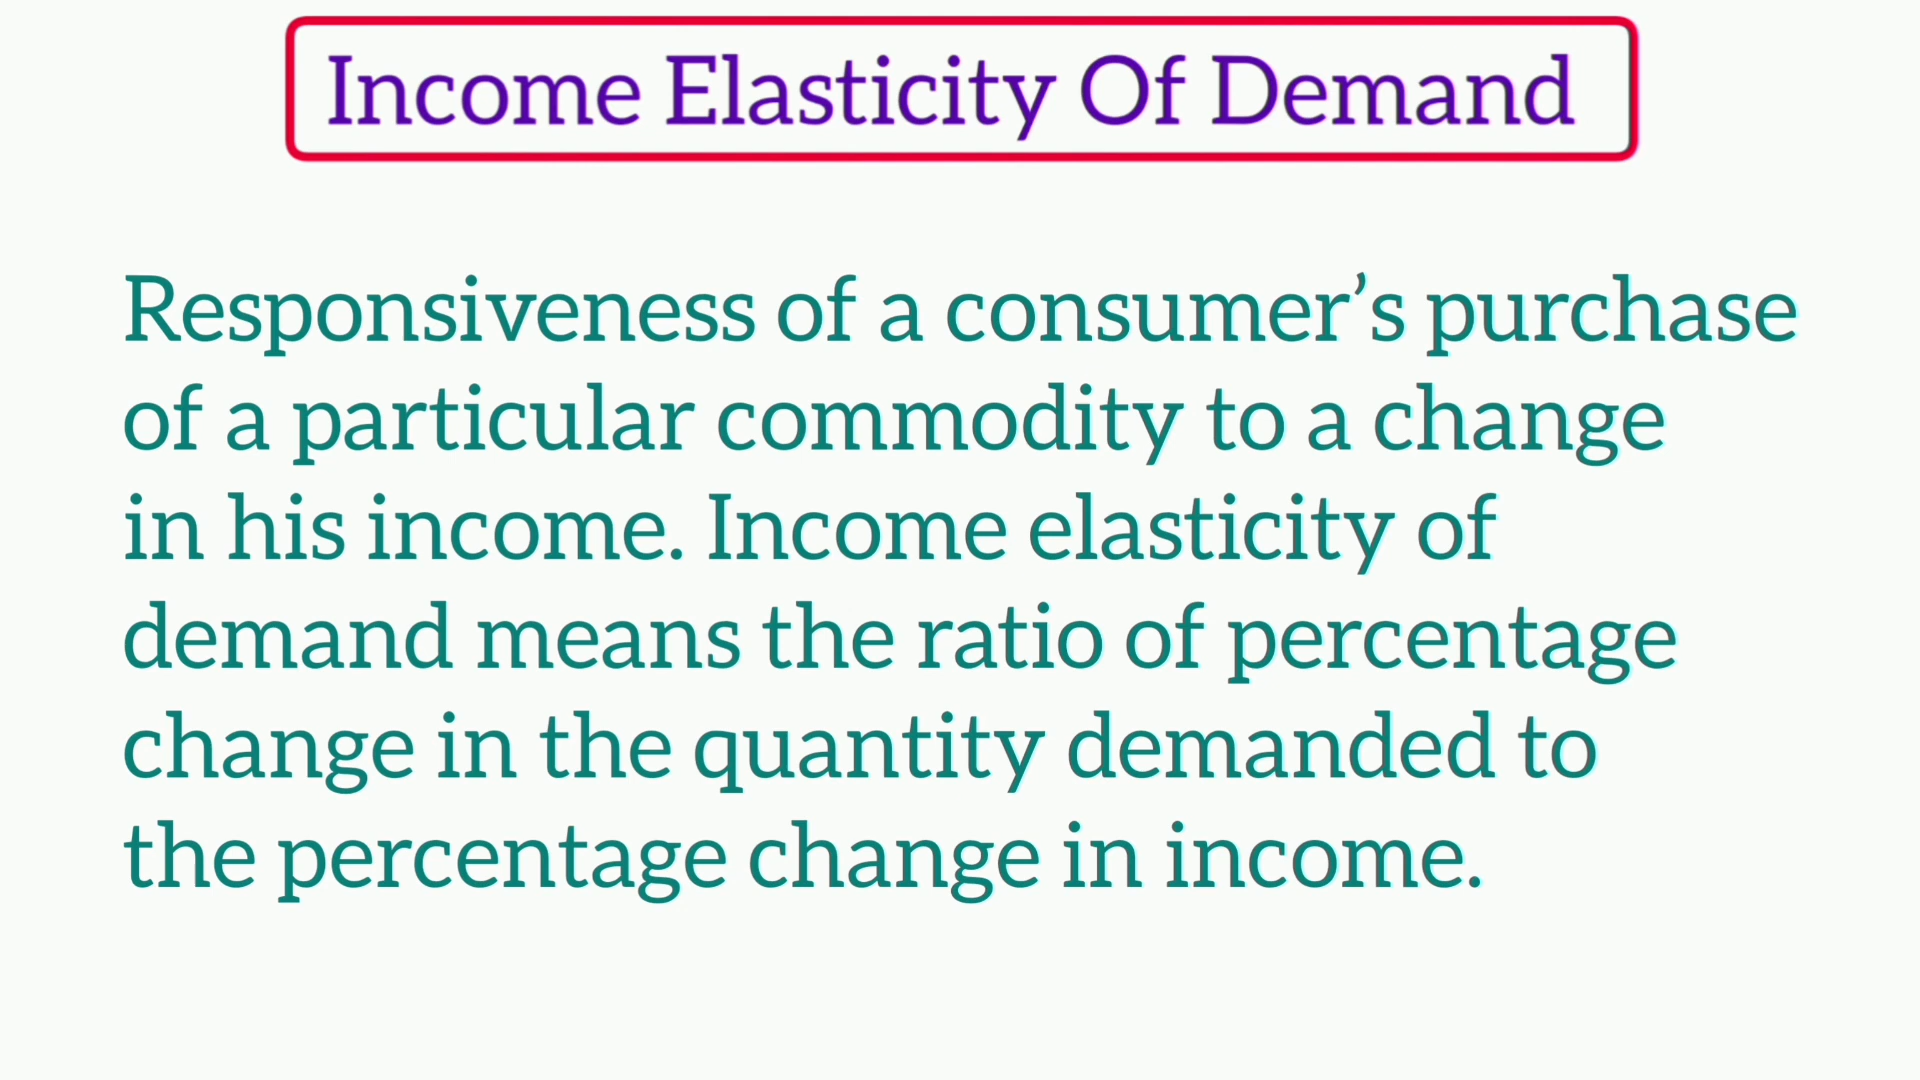 Income Elasticity Of Demand
Responsiveness of a consumer’s purchase
of a particular commodity to a change
in his income. Income elasticity of
demand means the ratio of percentage
change in the quantity demanded to
the percentage change in income.